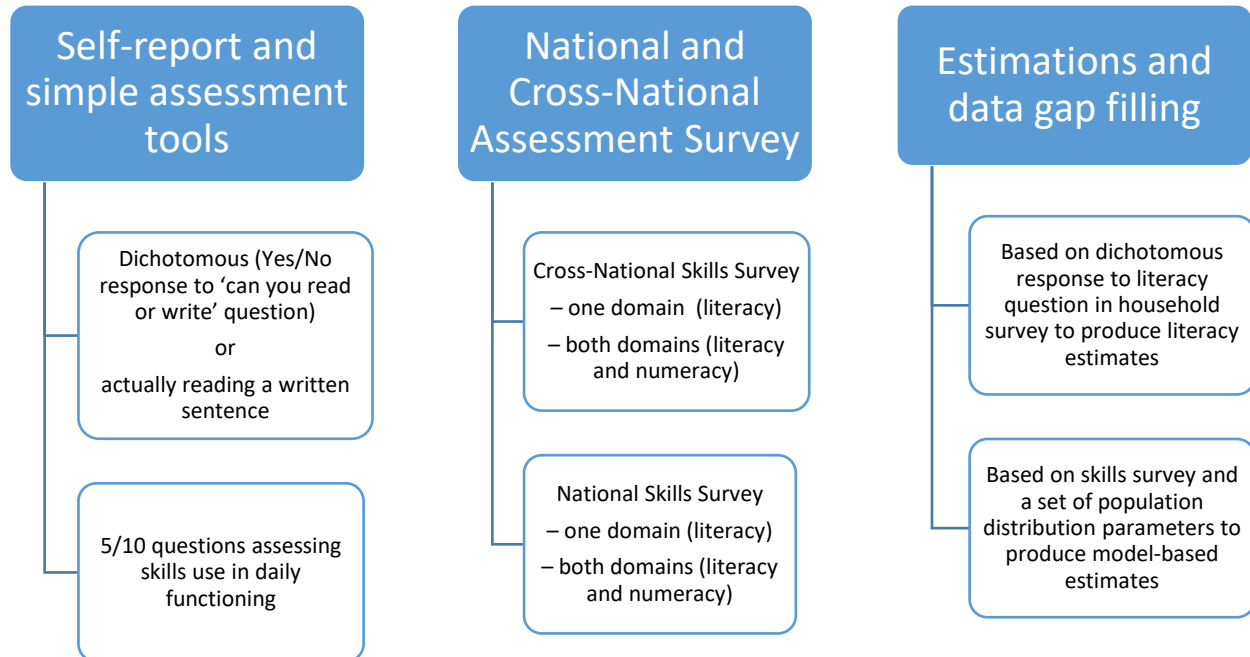 Self-report and
simple assessment
tools
Dichotomous (Yes/No
response to ‘can you read
or write’ question)
or
actually reading a written
sentence
5/10 questions assessing
skills use in daily
functioning
National and
Cross-National
Assessment Survey
Cross-National Skills Survey
– one domain (literacy)
– both domains (literacy
and numeracy)
National Skills Survey
– one domain (literacy)
– both domains (literacy
and numeracy)
Estimations and
data gap filling
Based on dichotomous
response to literacy
question in household
survey to produce literacy
estimates
Based on skills survey and
a set of population
distribution parameters to
produce model-based
estimates